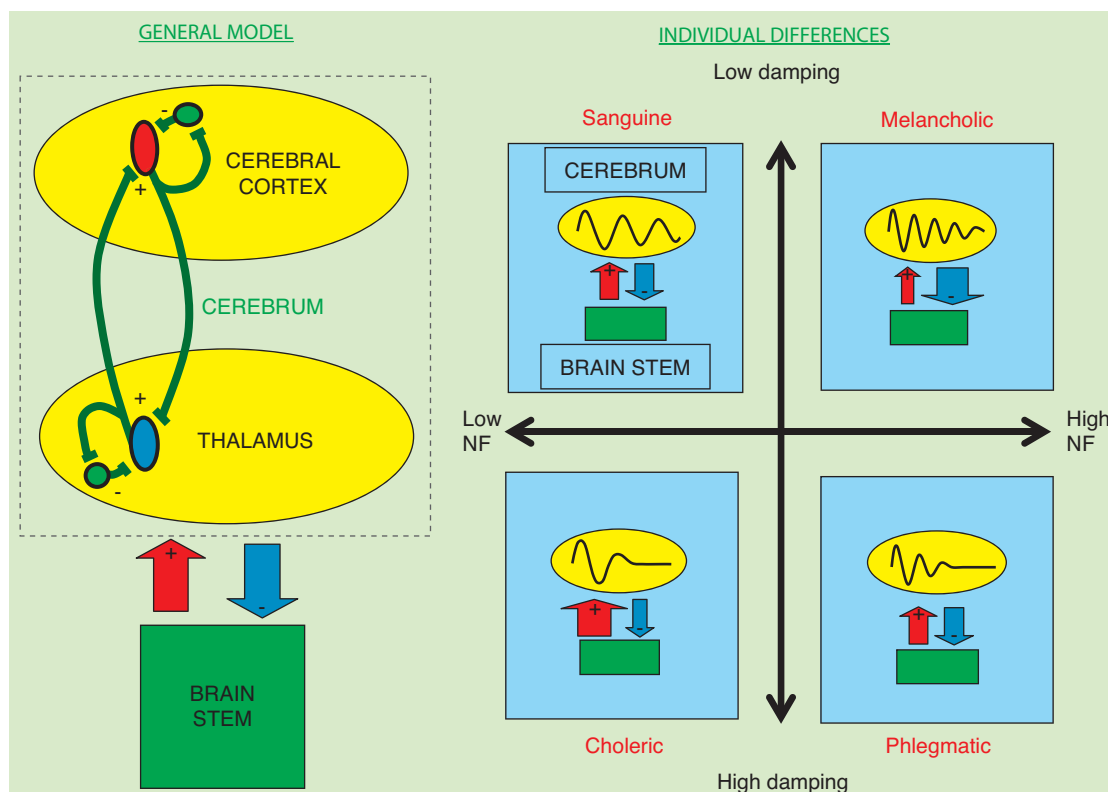 GENERAL MODEL
-
+
CEREBRAL
CORTEX
CEREBRUM
+
THALAMUS
-
+
-
BRAIN
STEM
INDIVIDUAL DIFFERENCES
Low damping
Sanguine
Melancholic
CEREBRUM
+
-
BRAIN STEM
+
-
Low
NF
High
NF
+
-
+
-
Choleric
Phlegmatic
High damping